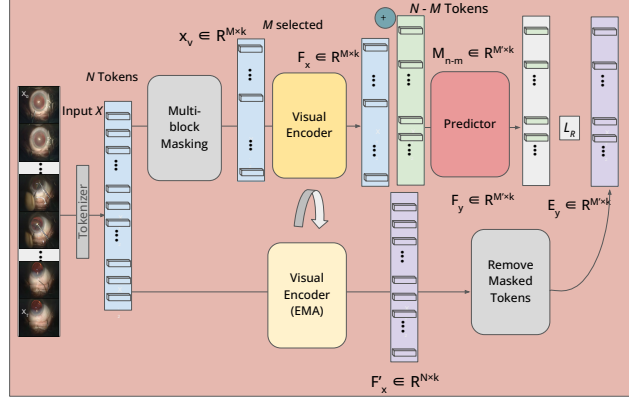 N - M Tokens
+
x_v ∈ R^{M×k}
M selected
F_x ∈ R^{M×k}
M_{n-m} ∈ R^{M'×k}
N Tokens
Input X
Multi-
block
Masking
Visual
Encoder
Predictor
L_R
Tokenizer
F_y ∈ R^{M'×k}
E_y ∈ R^{M'×k}
Visual
Encoder
(EMA)
Remove
Masked
Tokens
F'_x ∈ R^{N×k}